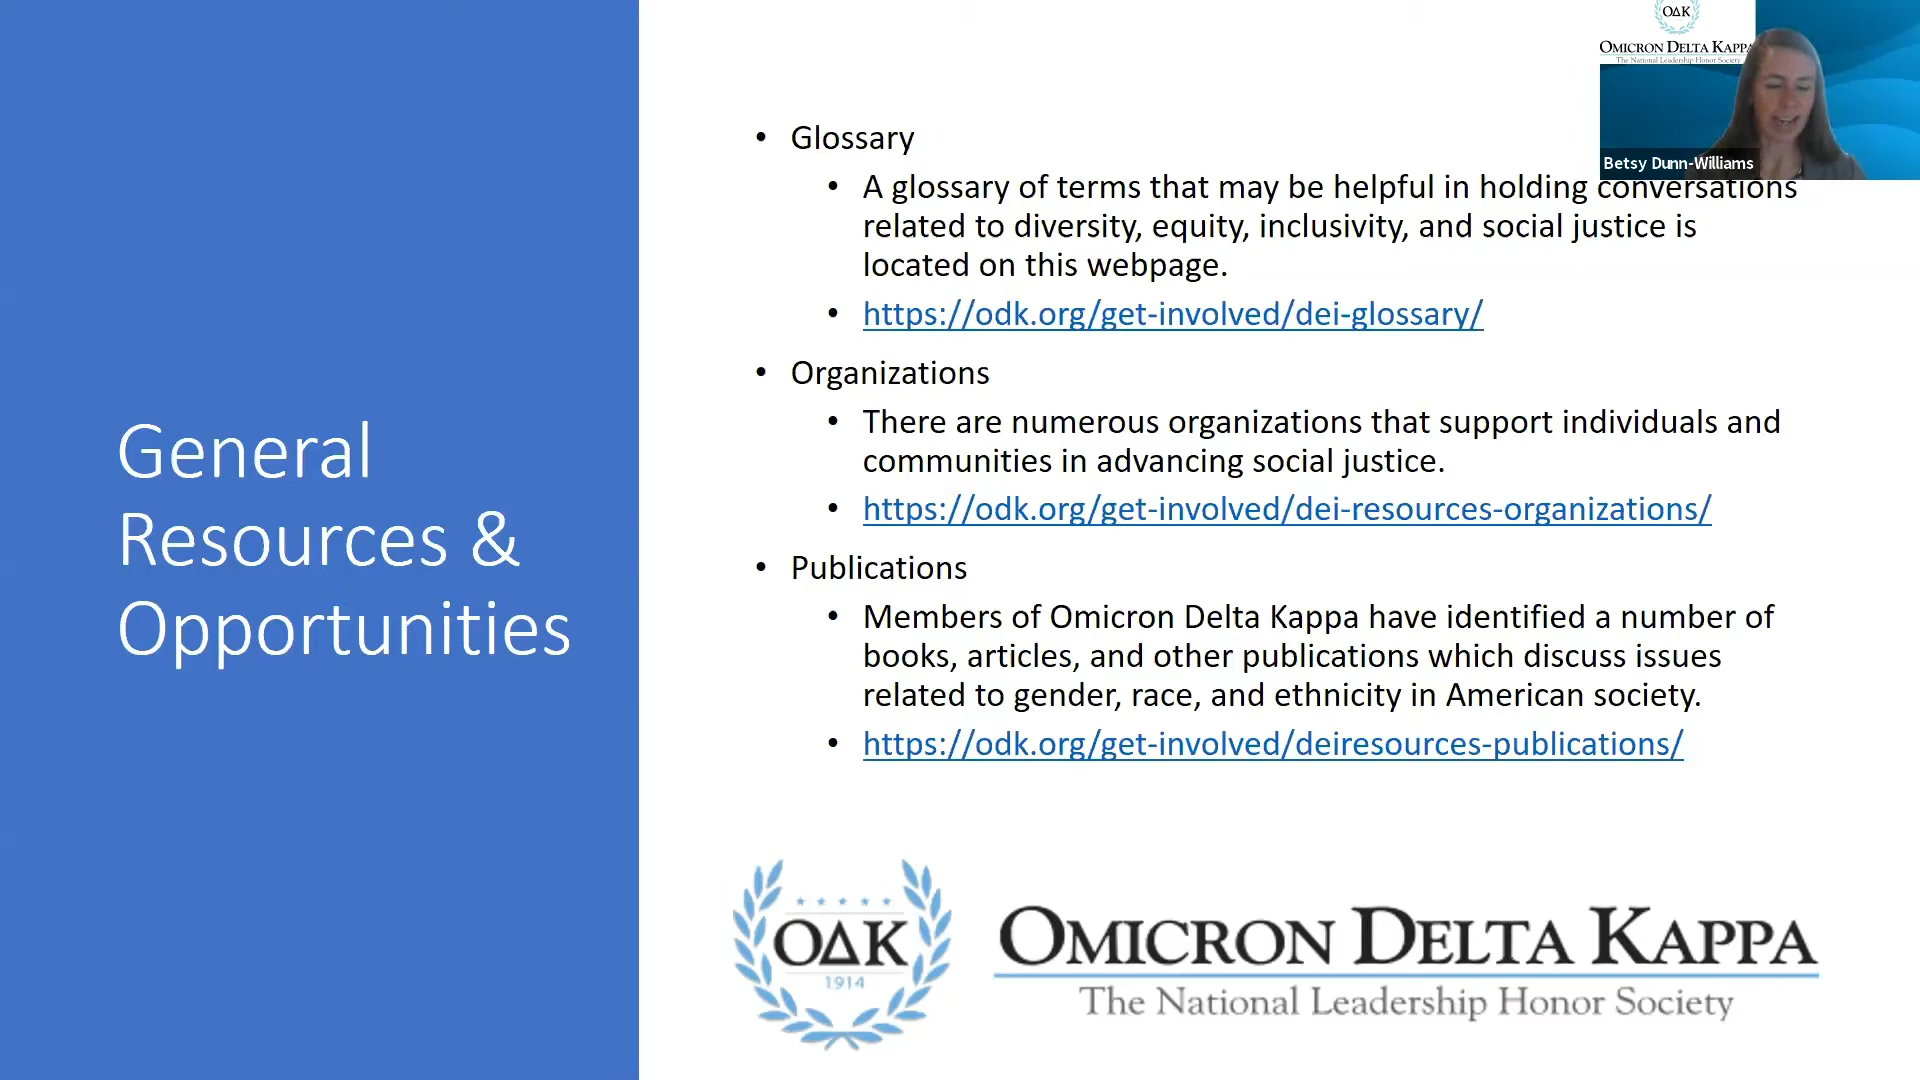 General
Resources &
Opportunities
• Glossary
• A glossary of terms that may be helpful in holding conversations
related to diversity, equity, inclusivity, and social justice is
located on this webpage.
• https://odk.org/get-involved/dei-glossary/
• Organizations
• There are numerous organizations that support individuals and
communities in advancing social justice.
• https://odk.org/get-involved/dei-resources-organizations/
• Publications
• Members of Omicron Delta Kappa have identified a number of
books, articles, and other publications which discuss issues
related to gender, race, and ethnicity in American society.
• https://odk.org/get-involved/deiresources-publications/
ΟΔΚ
1914
OMICRON DELTA KAPPA
The National Leadership Honor Society
ΟΔΚ
OMICRON DELTA KAPPA
The National Leadership Honor Society
Betsy Dunn-Williams